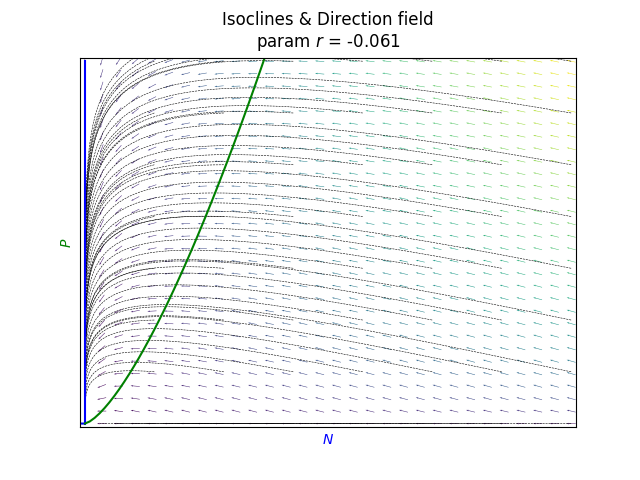 Isoclines & Direction field
param r = -0.061
P
N